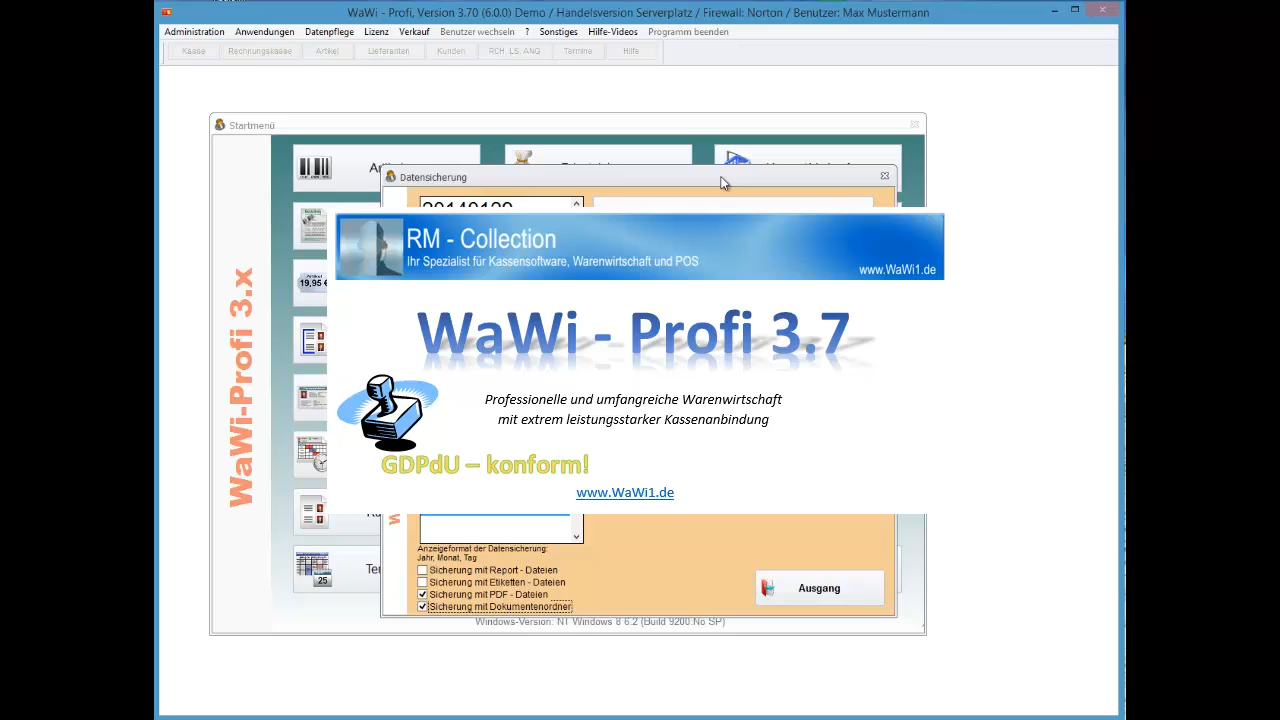 WaWi - Profi, Version 3.70 (6.0.0) Demo / Handelsversion Serverplatz / Firewall: Norton / Benutzer: Max Mustermann
Administration Anwendungen Datenpflege Lizenz Verkauf Benutzer wechseln ? Sonstiges Hilfe-Videos Programm beenden
Kasse Rechnungskasse Artikel Lieferanten Kunden RCH, LS, ANG Termine Hilfe
Startmenü
Datensicherung
20140129
RM - Collection
Ihr Spezialist für Kassensoftware, Warenwirtschaft und POS
www.WaWi1.de
Artikel
19,95 €
WaWi-Profi 3.x
WaWi - Profi 3.7
Professionelle und umfangreiche Warenwirtschaft
mit extrem leistungsstarker Kassenanbindung
GDPdU – konform!
www.WaWi1.de
Anzeigeformat der Datensicherung:
Jahr, Monat, Tag
Sicherung mit Report - Dateien
Sicherung mit Etiketten - Dateien
Sicherung mit PDF - Dateien
Sicherung mit Dokumentenordner
25
Ausgang
Windows-Version: NT Windows 8 6.2 (Build 9200.No SP)